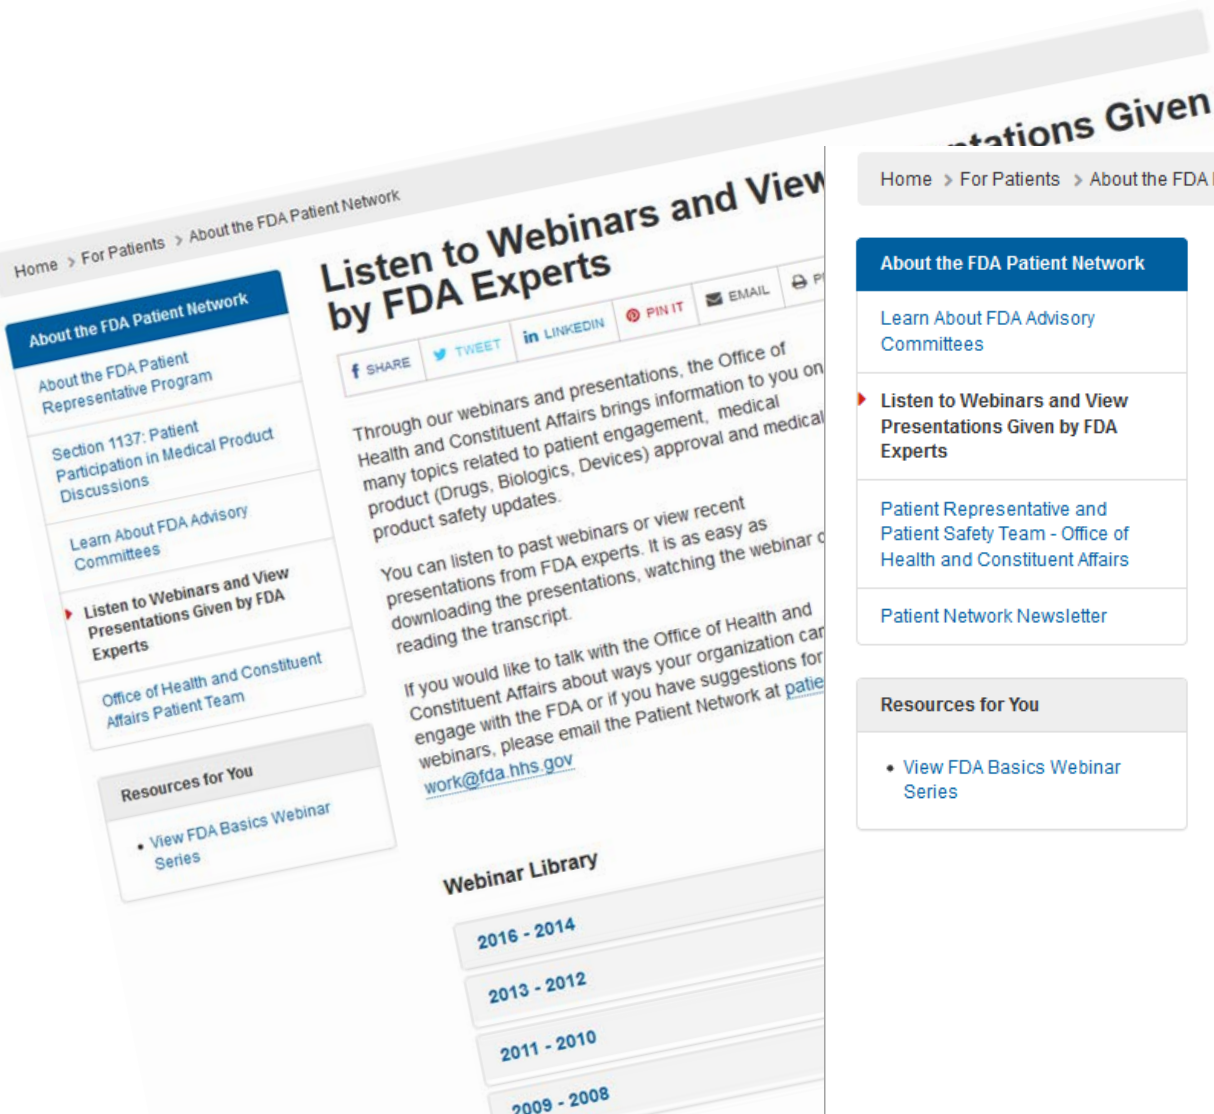 Home > For Patients > About the FDA Patient Network
About the FDA Patient Network
About the FDA Patient
Representative Program
Section 1137: Patient
Participation in Medical Product
Discussions
Learn About FDA Advisory
Committees
Listen to Webinars and View
Presentations Given by FDA
Experts
Office of Health and Constituent
Affairs Patient Team
Resources for You
• View FDA Basics Webinar
Series
Listen to Webinars and View
by FDA Experts
SHARE TWEET LINKEDIN PIN IT EMAIL
Through our webinars and presentations, the Office of
Health and Constituent Affairs brings information to you on
many topics related to patient engagement, medical
product (Drugs, Biologics, Devices) approval and medical
product safety updates.
You can listen to past webinars or view recent
presentations from FDA experts. It is as easy as
downloading the presentations, watching the webinar
reading the transcript.
If you would like to talk with the Office of Health and
Constituent Affairs about ways your organization can
engage with the FDA or if you have suggestions for
webinars, please email the Patient Network at patie
work@fda.hhs.gov
Webinar Library
2016 - 2014
2013 - 2012
2011 - 2010
2009 - 2008
tations Given
Home > For Patients > About the FDA
About the FDA Patient Network
Learn About FDA Advisory
Committees
Listen to Webinars and View
Presentations Given by FDA
Experts
Patient Representative and
Patient Safety Team - Office of
Health and Constituent Affairs
Patient Network Newsletter
Resources for You
• View FDA Basics Webinar
Series